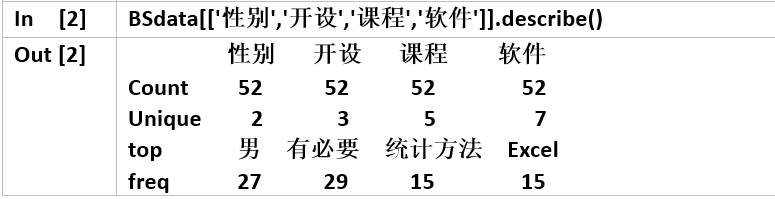 In [2] BSdata[['性别','开设','课程','软件']].describe()
Out [2] 性别 开设 课程 软件
Count 52 52 52 52
Unique 2 3 5 7
top 男 有必要 统计方法 Excel
freq 27 29 15 15